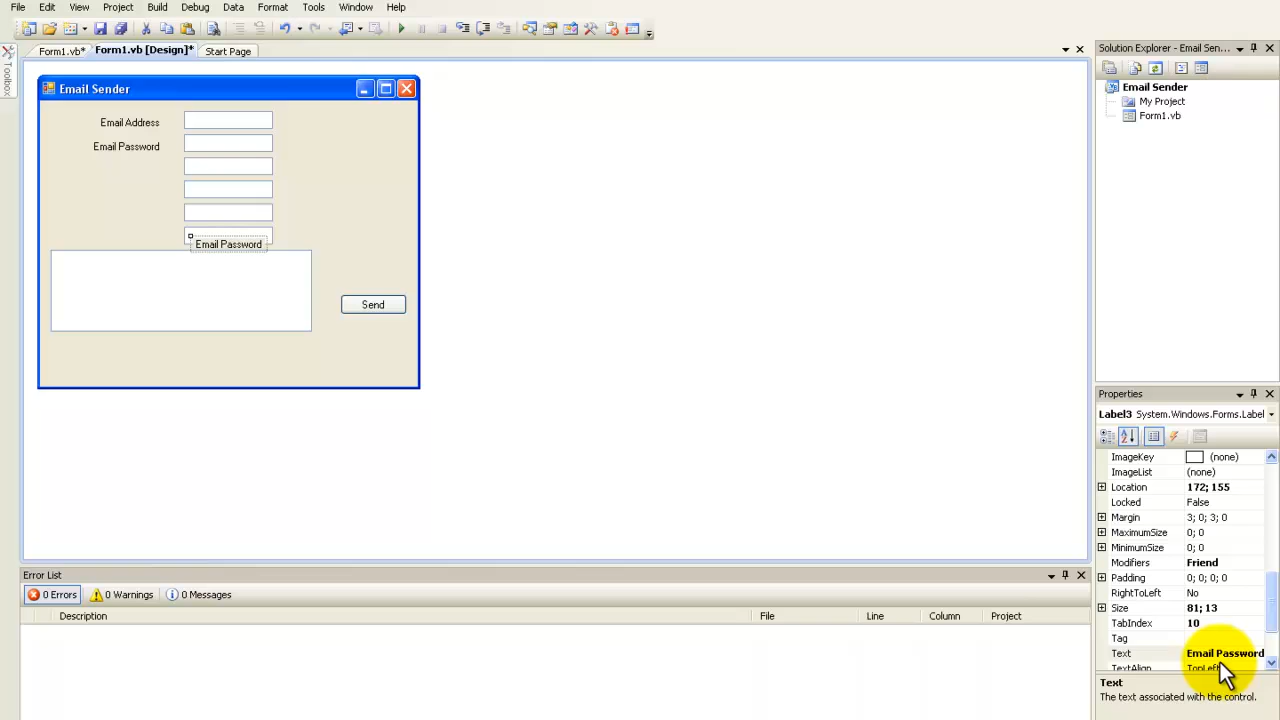 File Edit View Project Build Debug Data Format Tools Window Help
Form1.vb* Form1.vb [Design]* Start Page
Toolbox
Email Sender
Email Address
Email Password
Email Password
Send
Solution Explorer - Email Sen...
Email Sender
My Project
Form1.vb
Properties
Label3 System.Windows.Forms.Label
ImageKey (none)
ImageList (none)
Location 172; 155
Locked False
Margin 3; 0; 3; 0
MaximumSize 0; 0
MinimumSize 0; 0
Modifiers Friend
Padding 0; 0; 0; 0
RightToLeft No
Size 81; 13
TabIndex 10
Tag
Text Email Password
TextAlign TopLeft
Text
The text associated with the control.
Error List
0 Errors 0 Warnings 0 Messages
Description File Line Column Project